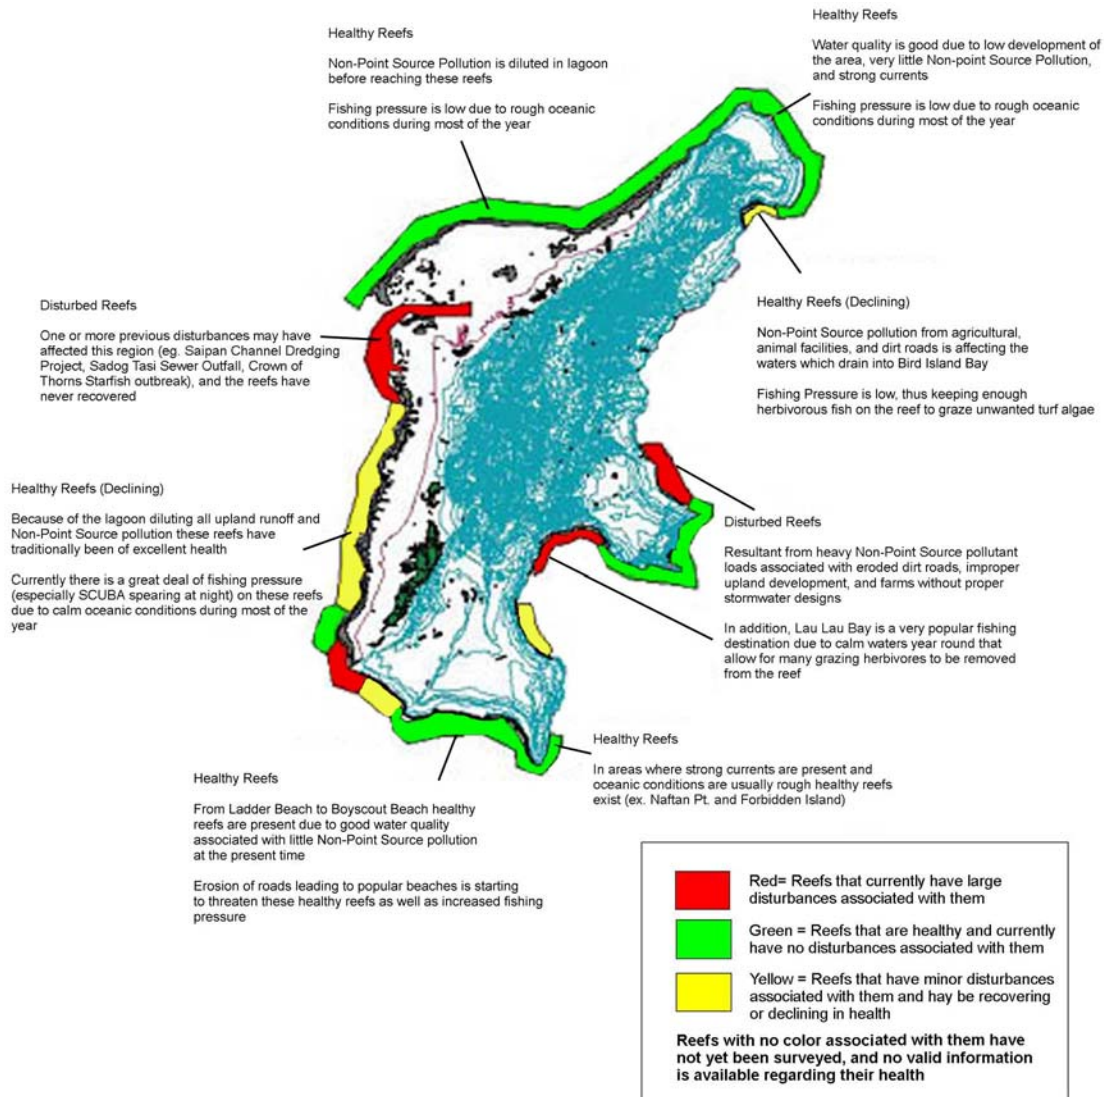 Healthy Reefs
Non-Point Source Pollution is diluted in lagoon
before reaching these reefs
Fishing pressure is low due to rough oceanic
conditions during most of the year
Healthy Reefs
Water quality is good due to low development of
the area, very little Non-point Source Pollution,
and strong currents
Fishing pressure is low due to rough oceanic
conditions during most of the year
Disturbed Reefs
One or more previous disturbances may have
affected this region (eg. Saipan Channel Dredging
Project, Sadog Tasi Sewer Outfall, Crown of
Thorns Starfish outbreak), and the reefs have
never recovered
Healthy Reefs (Declining)
Non-Point Source pollution from agricultural,
animal facilities, and dirt roads is affecting the
waters which drain into Bird Island Bay
Fishing Pressure is low, thus keeping enough
herbivorous fish on the reef to graze unwanted turf algae
Healthy Reefs (Declining)
Because of the lagoon diluting all upland runoff and
Non-Point Source pollution these reefs have
traditionally been of excellent health
Currently there is a great deal of fishing pressure
(especially SCUBA spearing at night) on these reefs
due to calm oceanic conditions during most of the
year
Disturbed Reefs
Resultant from heavy Non-Point Source pollutant
loads associated with eroded dirt roads, improper
upland development, and farms without proper
stormwater designs
In addition, Lau Lau Bay is a very popular fishing
destination due to calm waters year round that
allow for many grazing herbivores to be removed
from the reef
Healthy Reefs
In areas where strong currents are present and
oceanic conditions are usually rough healthy reefs
exist (ex. Naftan Pt. and Forbidden Island)
Healthy Reefs
From Ladder Beach to Boyscout Beach healthy
reefs are present due to good water quality
associated with little Non-Point Source pollution
at the present time
Erosion of roads leading to popular beaches is starting
to threaten these healthy reefs as well as increased fishing
pressure
Red= Reefs that currently have large
disturbances associated with them
Green = Reefs that are healthy and currently
have no disturbances associated with them
Yellow = Reefs that have minor disturbances
associated with them and hay be recovering
or declining in health
Reefs with no color associated with them have
not yet been surveyed, and no valid information
is available regarding their health